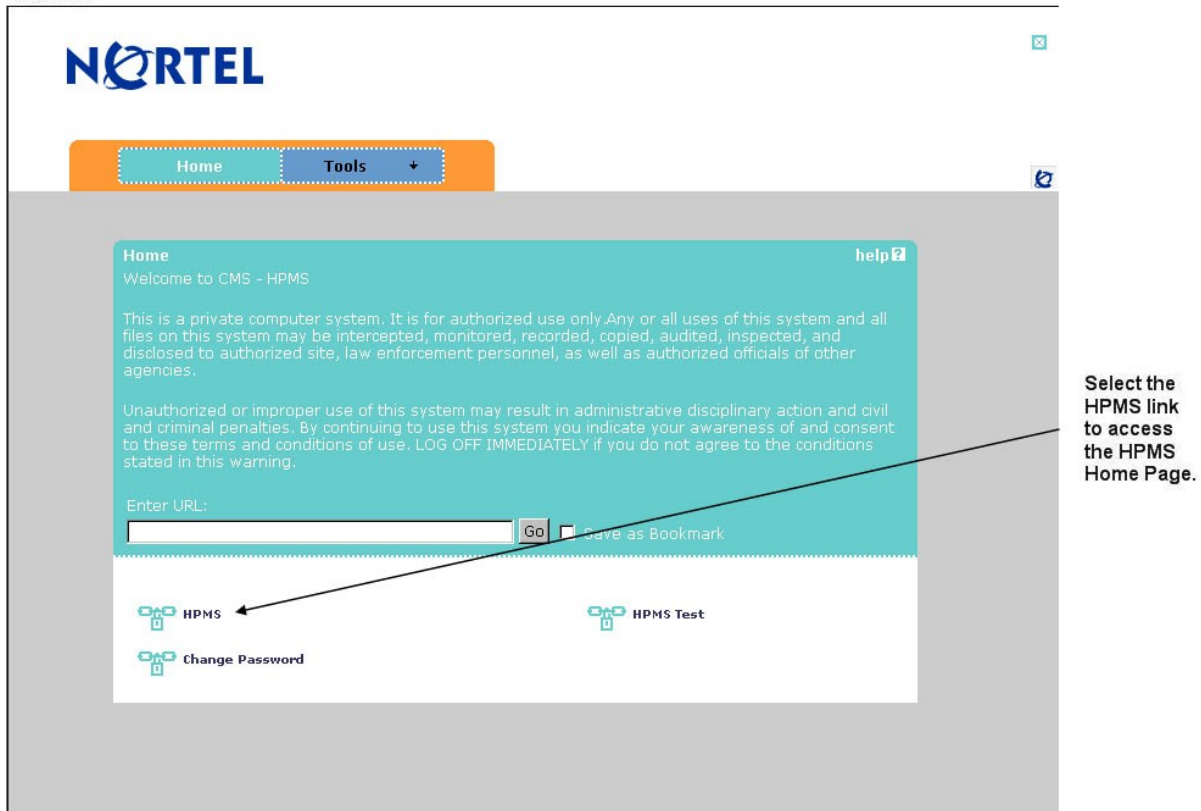 NORTEL
Home
Tools
Home
help?
Welcome to CMS - HPMS
This is a private computer system. It is for authorized use only.Any or all uses of this system and all
files on this system may be intercepted, monitored, recorded, copied, audited, inspected, and
disclosed to authorized site, law enforcement personnel, as well as authorized officials of other
agencies.
Unauthorized or improper use of this system may result in administrative disciplinary action and civil
and criminal penalties. By continuing to use this system you indicate your awareness of and consent
to these terms and conditions of use. LOG OFF IMMEDIATELY if you do not agree to the conditions
stated in this warning.
Enter URL:
Go
Save as Bookmark
HPMS
HPMS Test
Change Password
Select the
HPMS link
to access
the HPMS
Home Page.